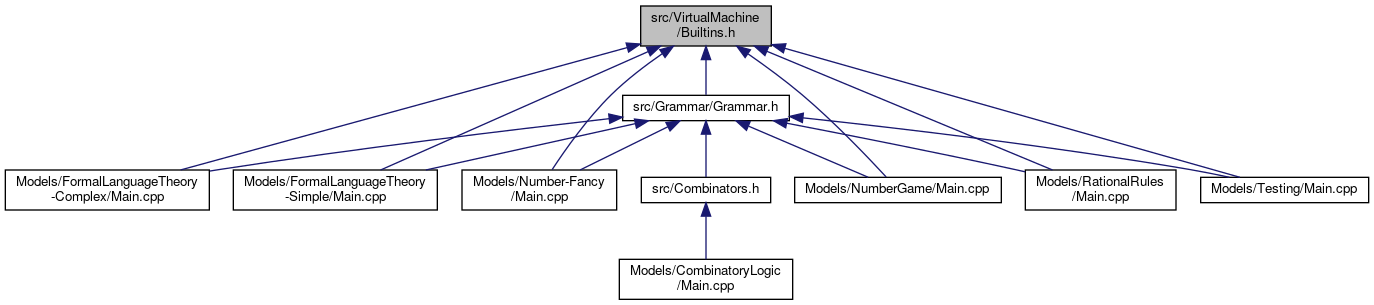 src/VirtualMachine
/Builtins.h
src/Grammar/Grammar.h
Models/FormalLanguageTheory
-Complex/Main.cpp
Models/FormalLanguageTheory
-Simple/Main.cpp
Models/Number-Fancy
/Main.cpp
src/Combinators.h
Models/NumberGame/Main.cpp
Models/RationalRules
/Main.cpp
Models/Testing/Main.cpp
Models/CombinatoryLogic
/Main.cpp